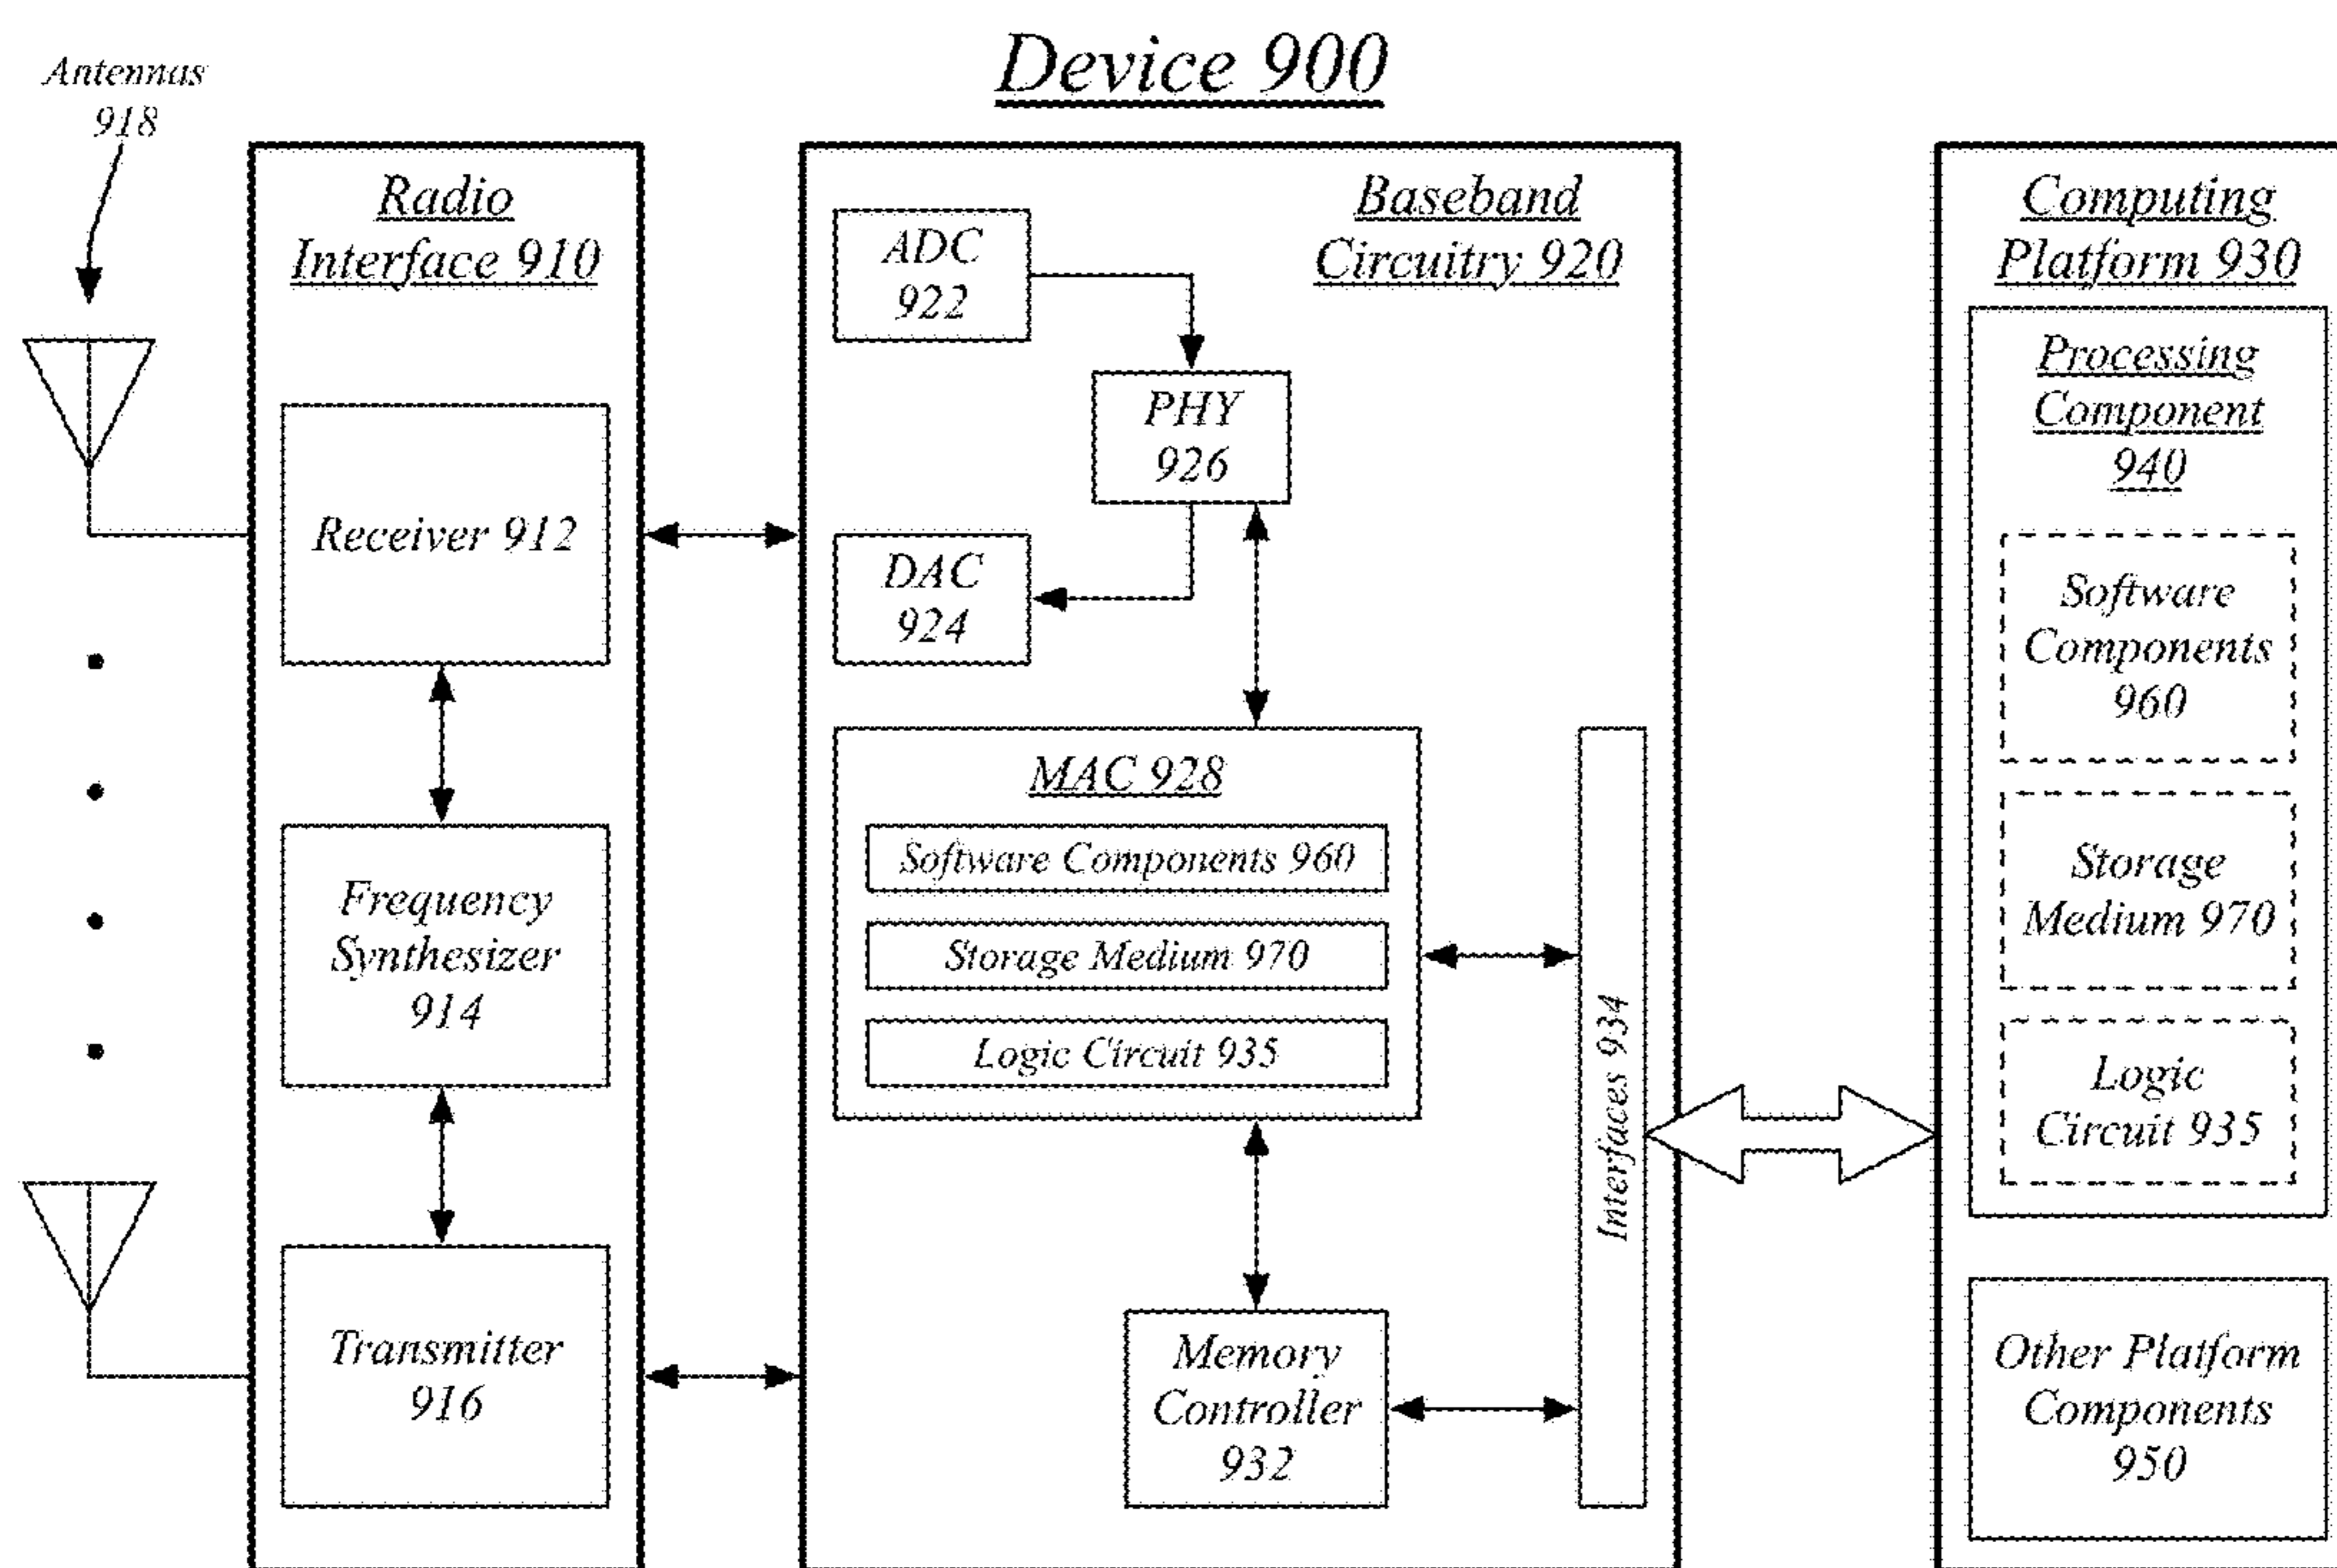 Device 900
Antennas
918
Radio
Interface 910
Receiver 912
Frequency
Synthesizer
914
Transmitter
916
Baseband
Circuitry 920
ADC
922
PHY
926
DAC
924
MAC 928
Software Components 960
Storage Medium 970
Logic Circuit 935
Interfaces 934
Memory
Controller
932
Computing
Platform 930
Processing
Component
940
Software
Components
960
Storage
Medium 970
Logic
Circuit 935
Other Platform
Components
950